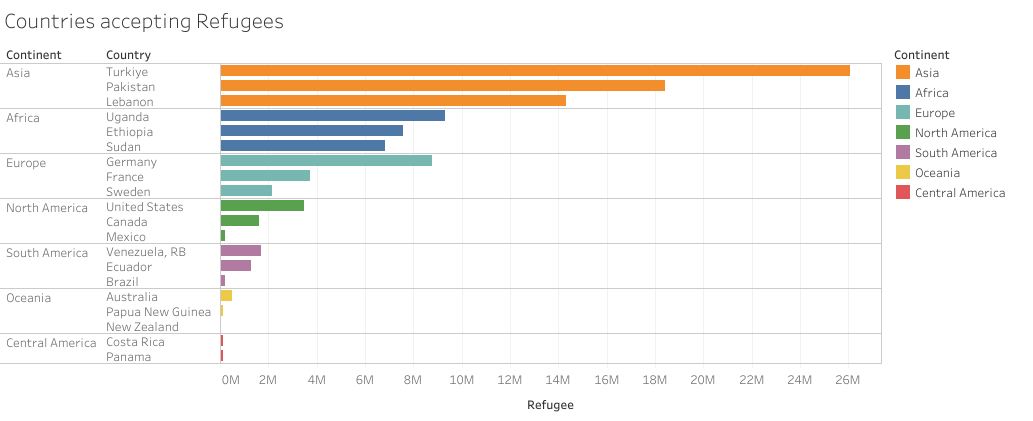 Countries accepting Refugees
Continent Country
Asia Turkiye
Pakistan
Lebanon
Africa Uganda
Ethiopia
Sudan
Europe Germany
France
Sweden
North America United States
Canada
Mexico
South America Venezuela, RB
Ecuador
Brazil
Oceania Australia
Papua New Guinea
New Zealand
Central America Costa Rica
Panama
0M 2M 4M 6M 8M 10M 12M 14M 16M 18M 20M 22M 24M 26M
Refugee
Continent
Asia
Africa
Europe
North America
South America
Oceania
Central America